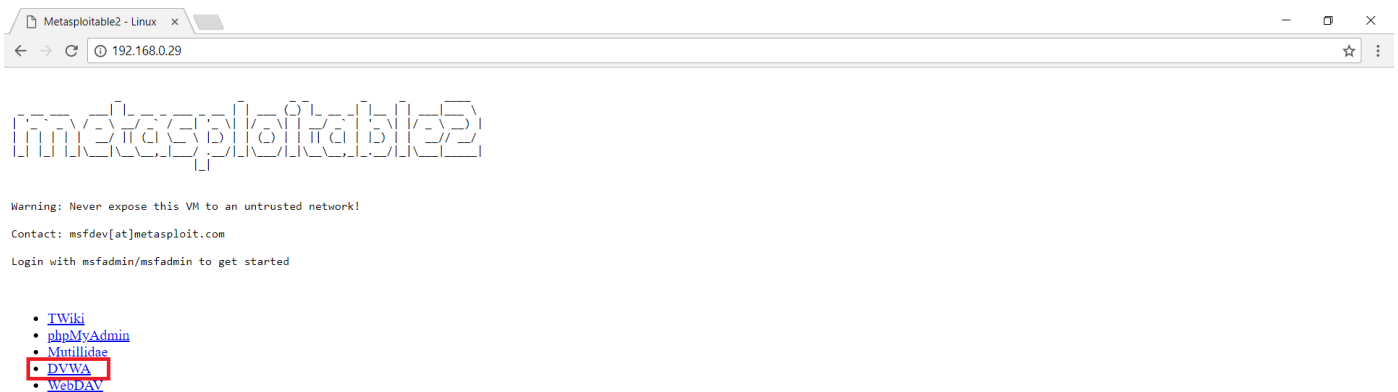 Metasploitable2 - Linux
192.168.0.29
metasploitable2
Warning: Never expose this VM to an untrusted network!
Contact: msfdev[at]metasploit.com
Login with msfadmin/msfadmin to get started
TWiki
phpMyAdmin
Mutillidae
DVWA
WebDAV